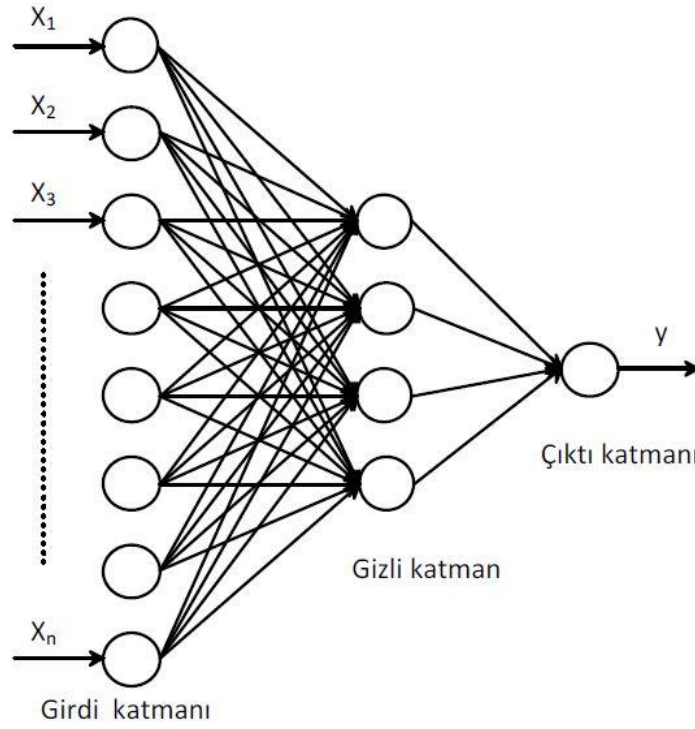 X₁
X₂
X₃
y
Çıktı katmanı
Gizli katman
Xₙ
Girdi katmanı